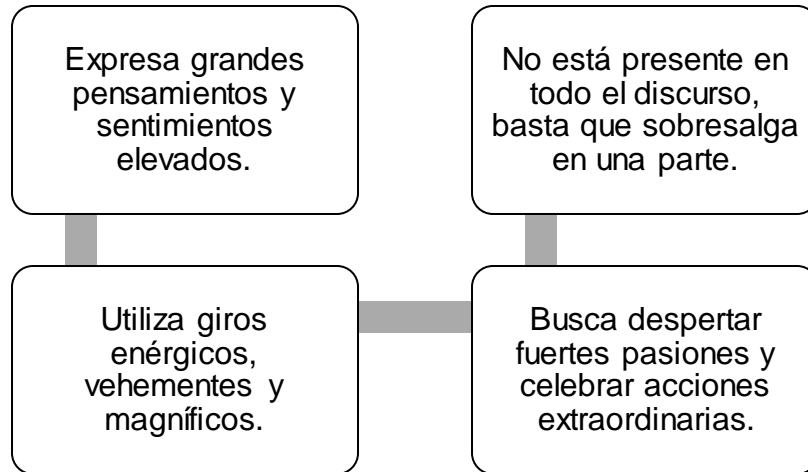 Expresa grandes
pensamientos y
sentimientos
elevados.
Utiliza giros
enérgicos,
vehementes y
magníficos.
Busca despertar
fuertes pasiones y
celebrar acciones
extraordinarias.
No está presente en
todo el discurso,
basta que sobresalga
en una parte.